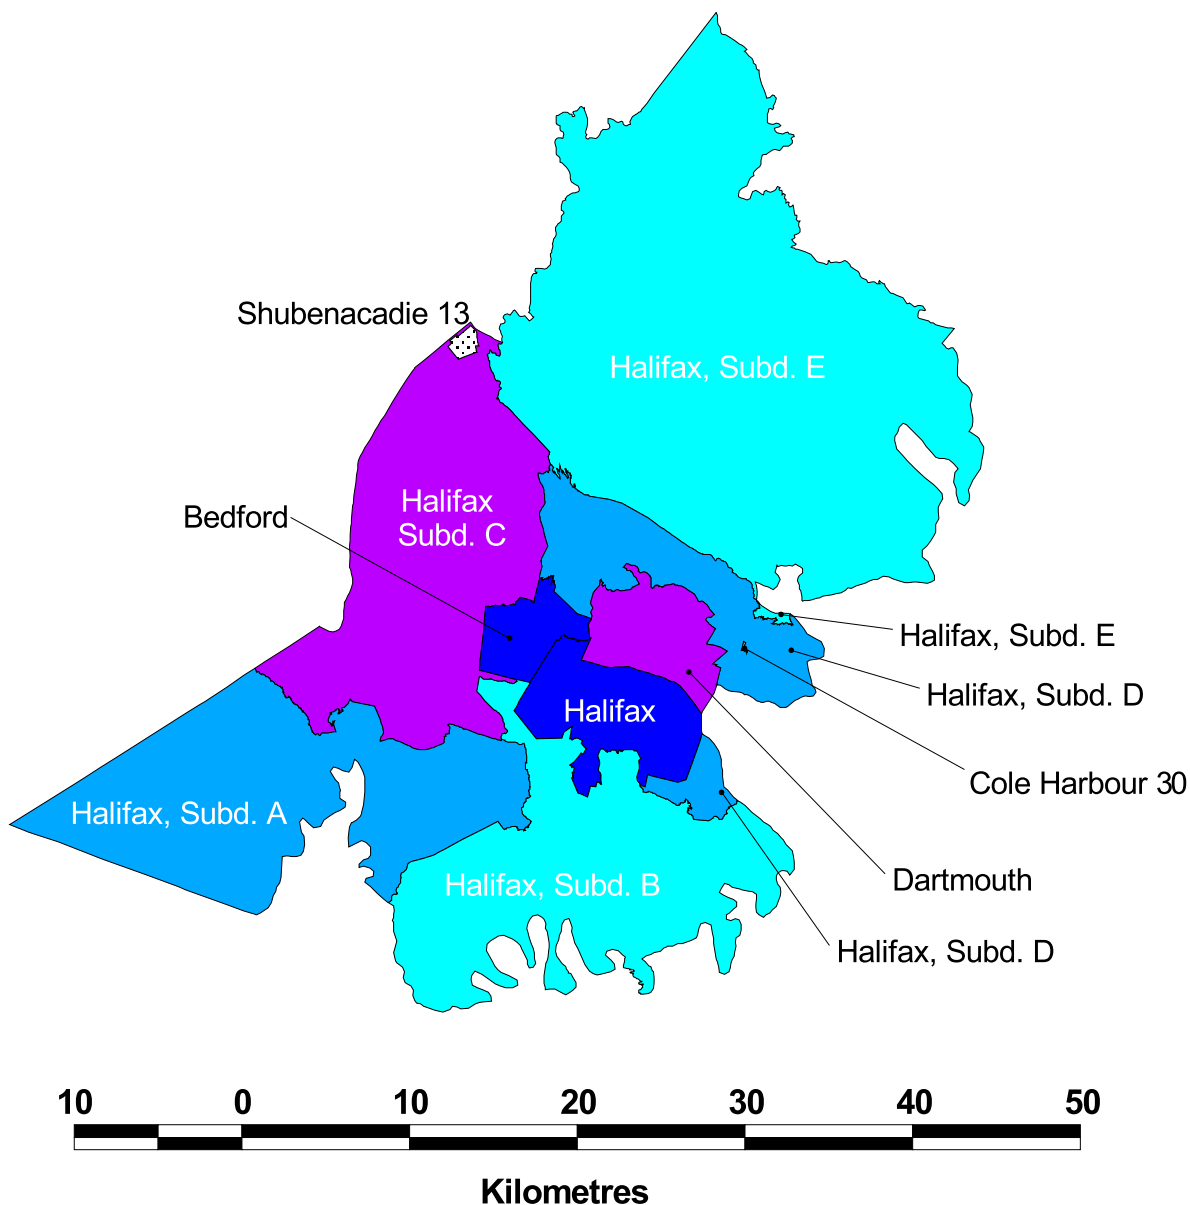 Shubenacadie 13
Halifax, Subd. E
Halifax
Subd. C
Bedford
Halifax, Subd. E
Halifax, Subd. D
Halifax
Cole Harbour 30
Halifax, Subd. A
Dartmouth
Halifax, Subd. B
Halifax, Subd. D
10 0 10 20 30 40 50
Kilometres